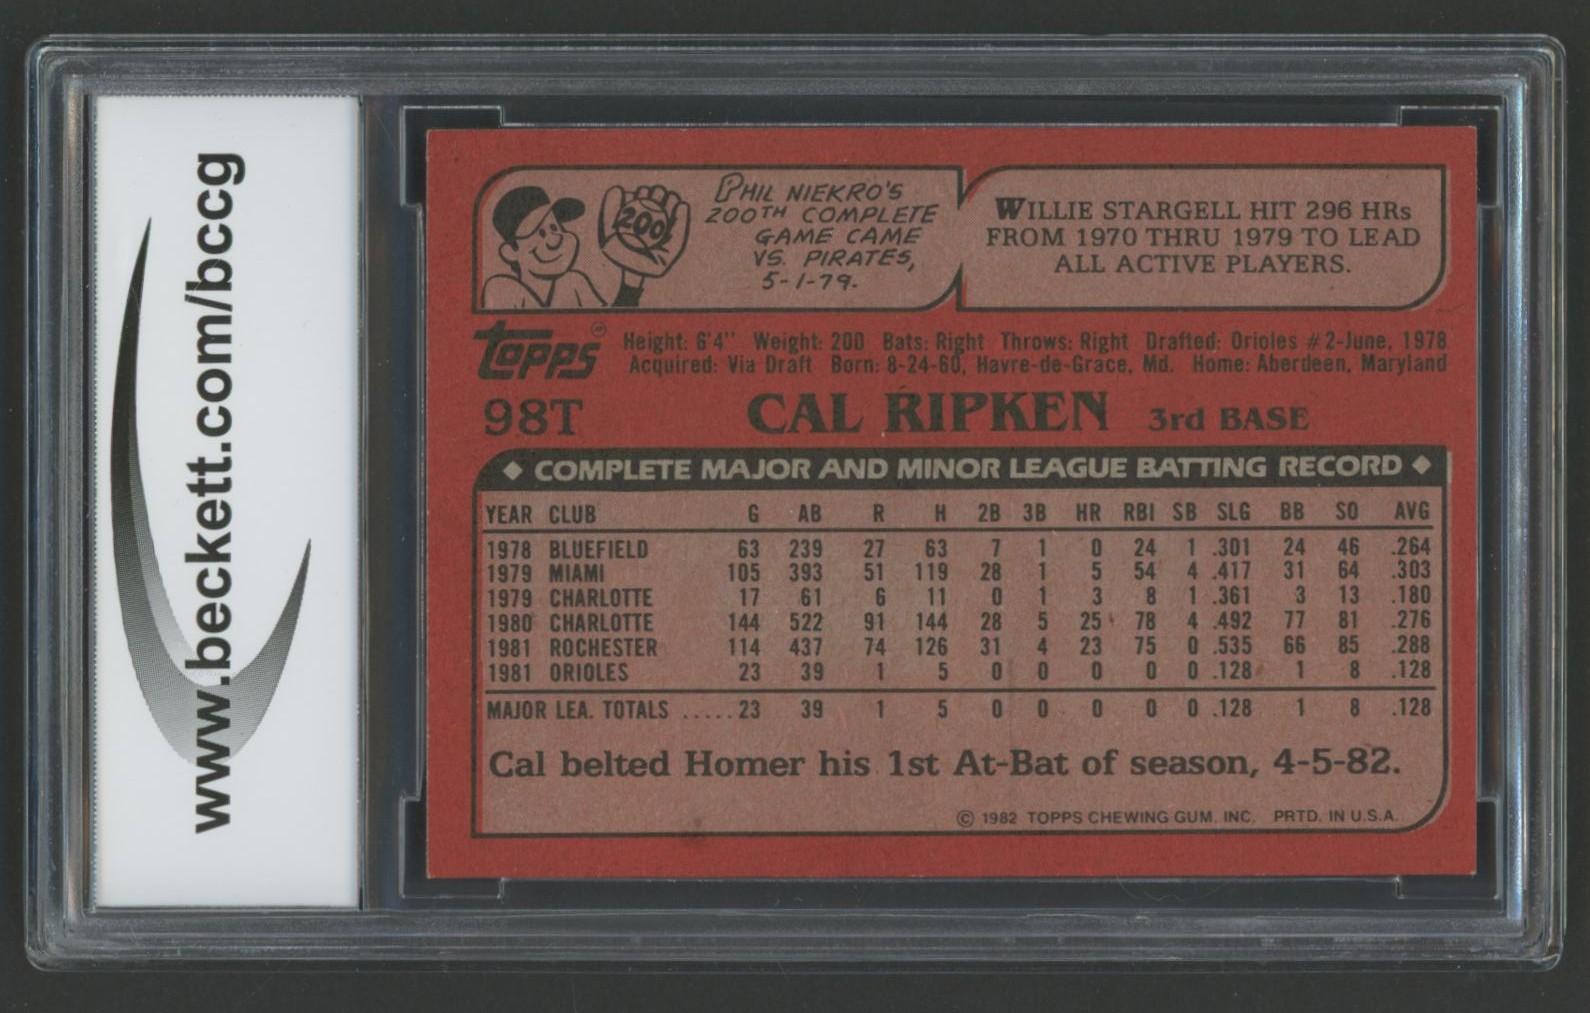 www.beckett.com/bccg
200
PHIL NIEKRO'S
200TH COMPLETE
GAME CAME
VS. PIRATES,
5-1-79.
WILLIE STARGELL HIT 296 HRs
FROM 1970 THRU 1979 TO LEAD
ALL ACTIVE PLAYERS.
TOPPS®
Height: 6'4" Weight: 200 Bats: Right Throws: Right Drafted: Orioles #2-June, 1978
Acquired: Via Draft Born: 8-24-60, Havre-de-Grace, Md. Home: Aberdeen, Maryland
98T CAL RIPKEN 3rd BASE
◆ COMPLETE MAJOR AND MINOR LEAGUE BATTING RECORD ◆
YEAR CLUB G AB R H 2B 3B HR RBI SB SLG BB SO AVG
1978 BLUEFIELD 63 239 27 63 7 1 0 24 1 .301 24 46 .264
1979 MIAMI 105 393 51 119 28 1 5 54 4 .417 31 64 .303
1979 CHARLOTTE 17 61 6 11 0 1 3 8 1 .361 3 13 .180
1980 CHARLOTTE 144 522 91 144 28 5 25 78 4 .492 77 81 .276
1981 ROCHESTER 114 437 74 126 31 4 23 75 0 .535 66 85 .288
1981 ORIOLES 23 39 1 5 0 0 0 0 0 .128 1 8 .128
MAJOR LEA. TOTALS .....23 39 1 5 0 0 0 0 0 .128 1 8 .128
Cal belted Homer his 1st At-Bat of season, 4-5-82.
© 1982 TOPPS CHEWING GUM, INC. PRTD. IN U.S.A.